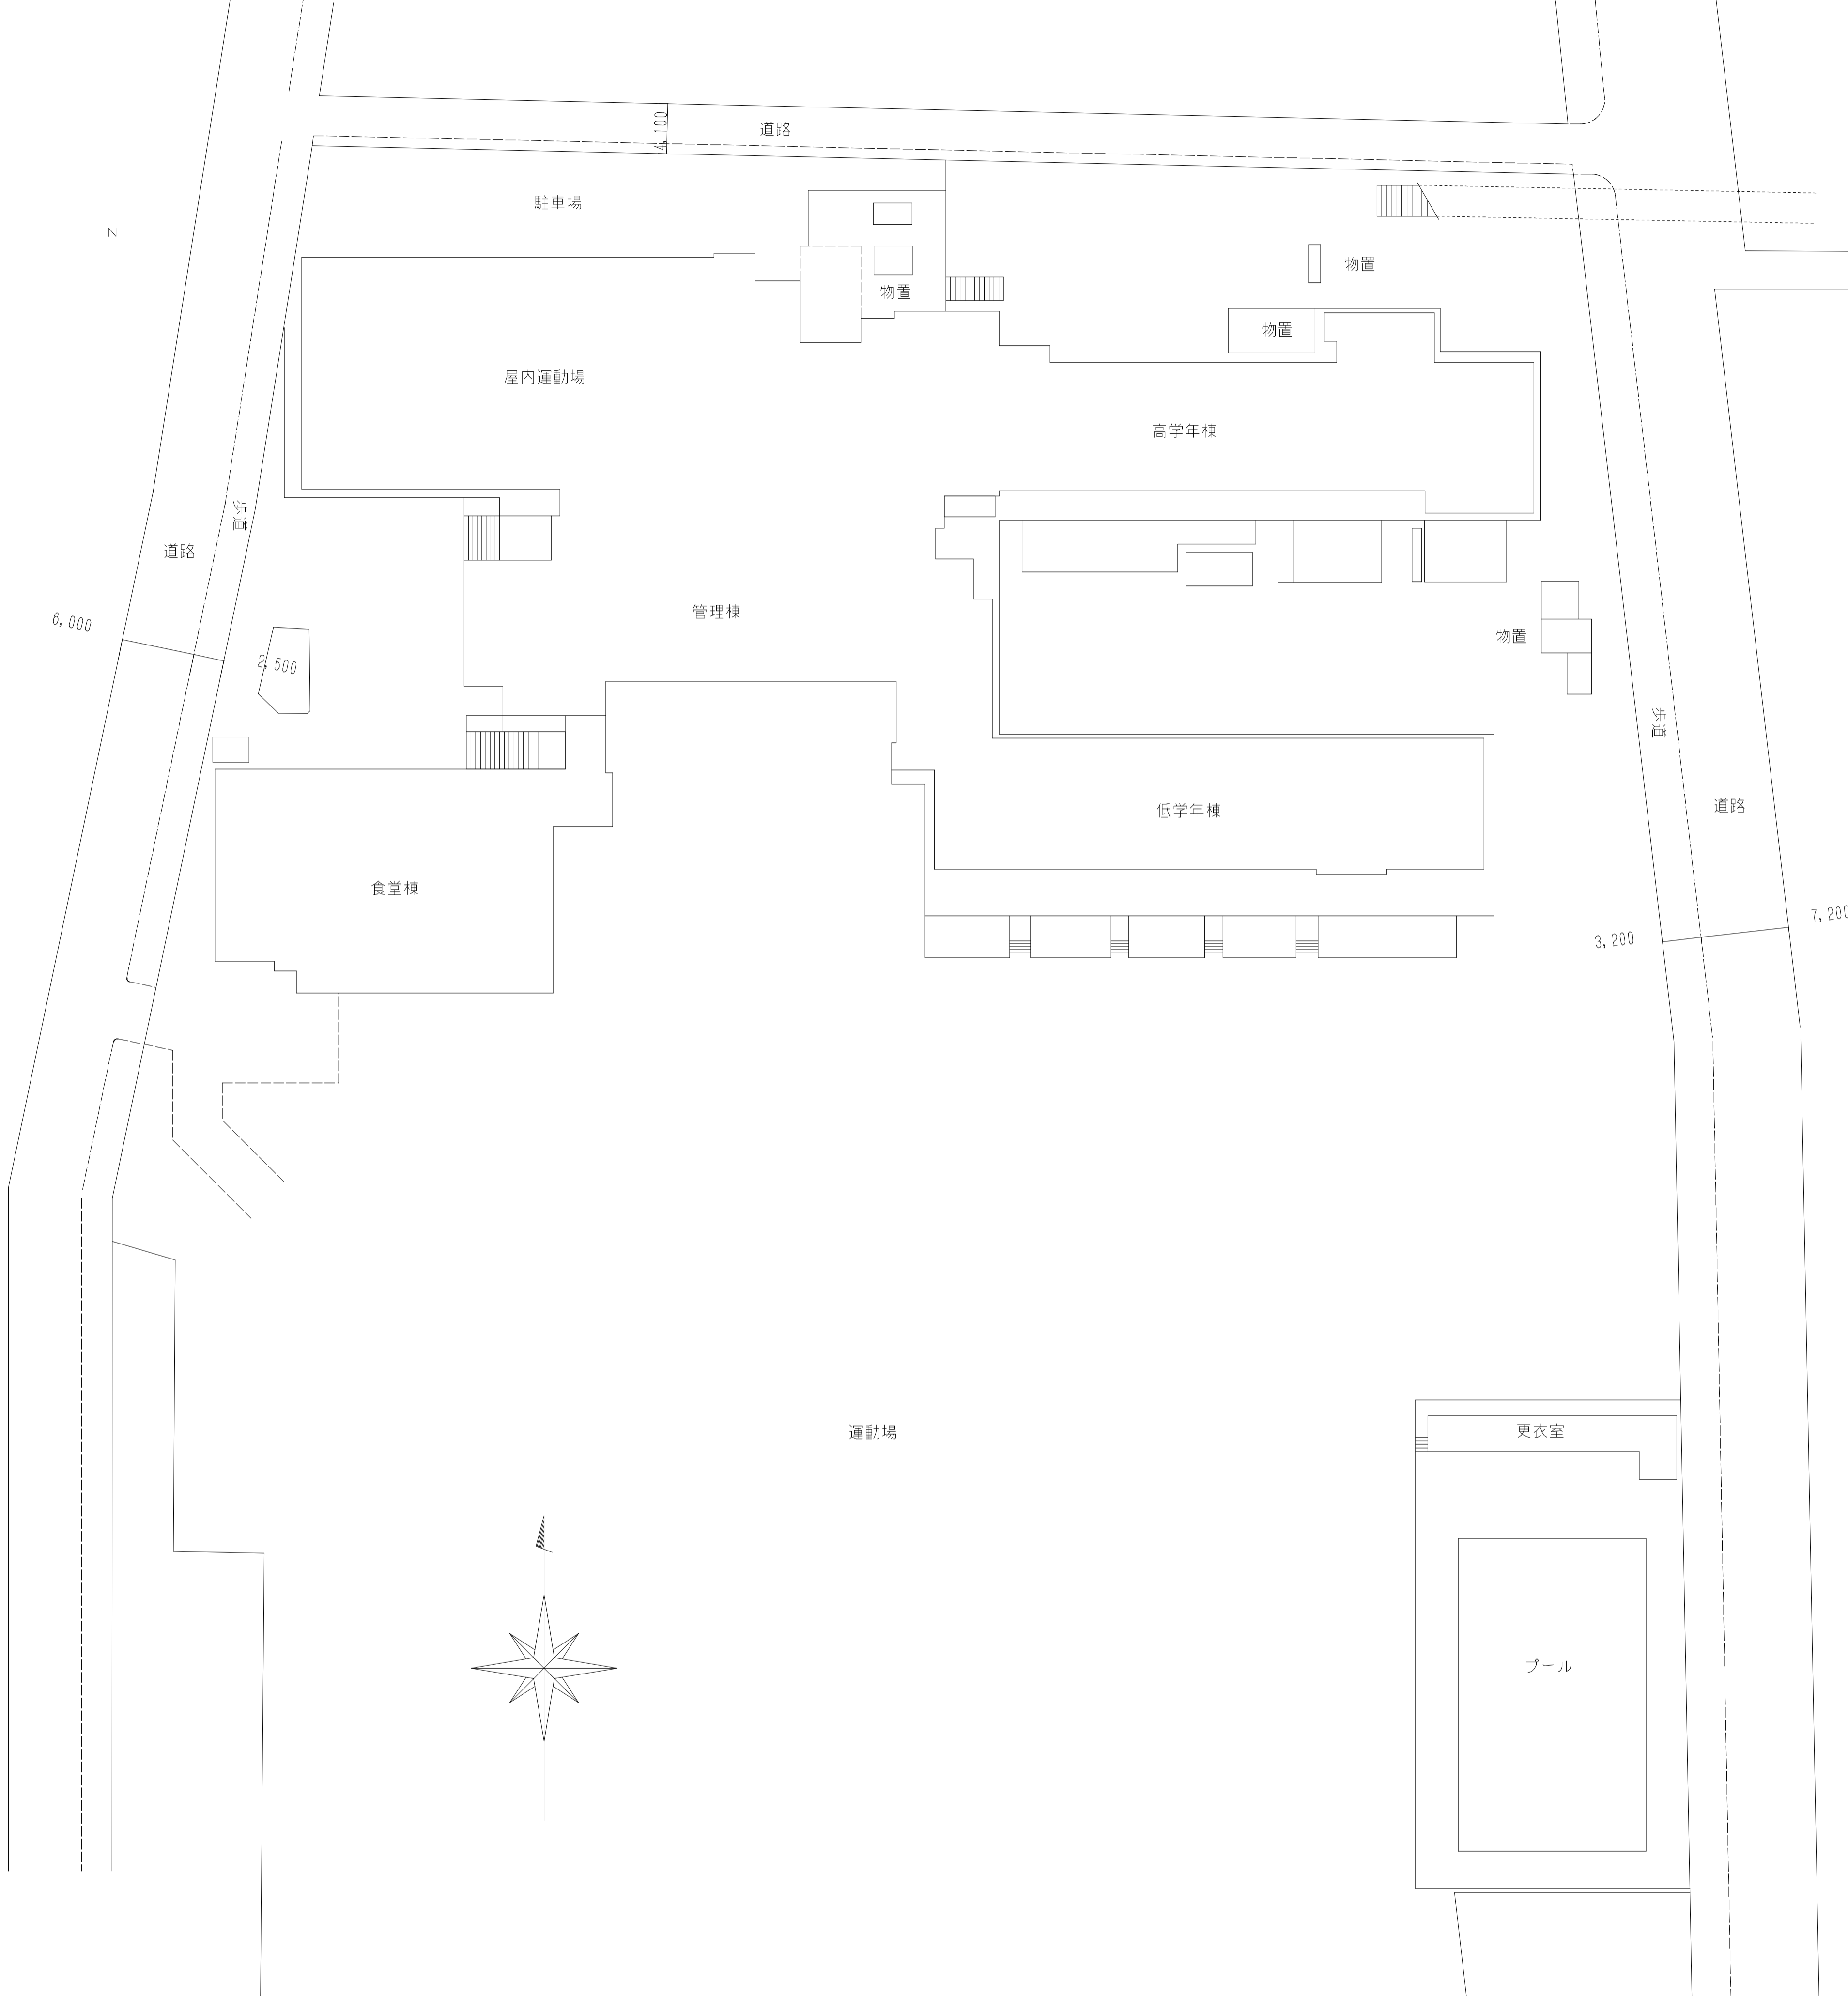 4,100
道路
駐車場
N
物置
物置
物置
屋内運動場
高学年棟
歩道
道路
6,000
管理棟
物置
2,500
歩道
道路
低学年棟
食堂棟
7,200
3,200
運動場
更衣室
プール